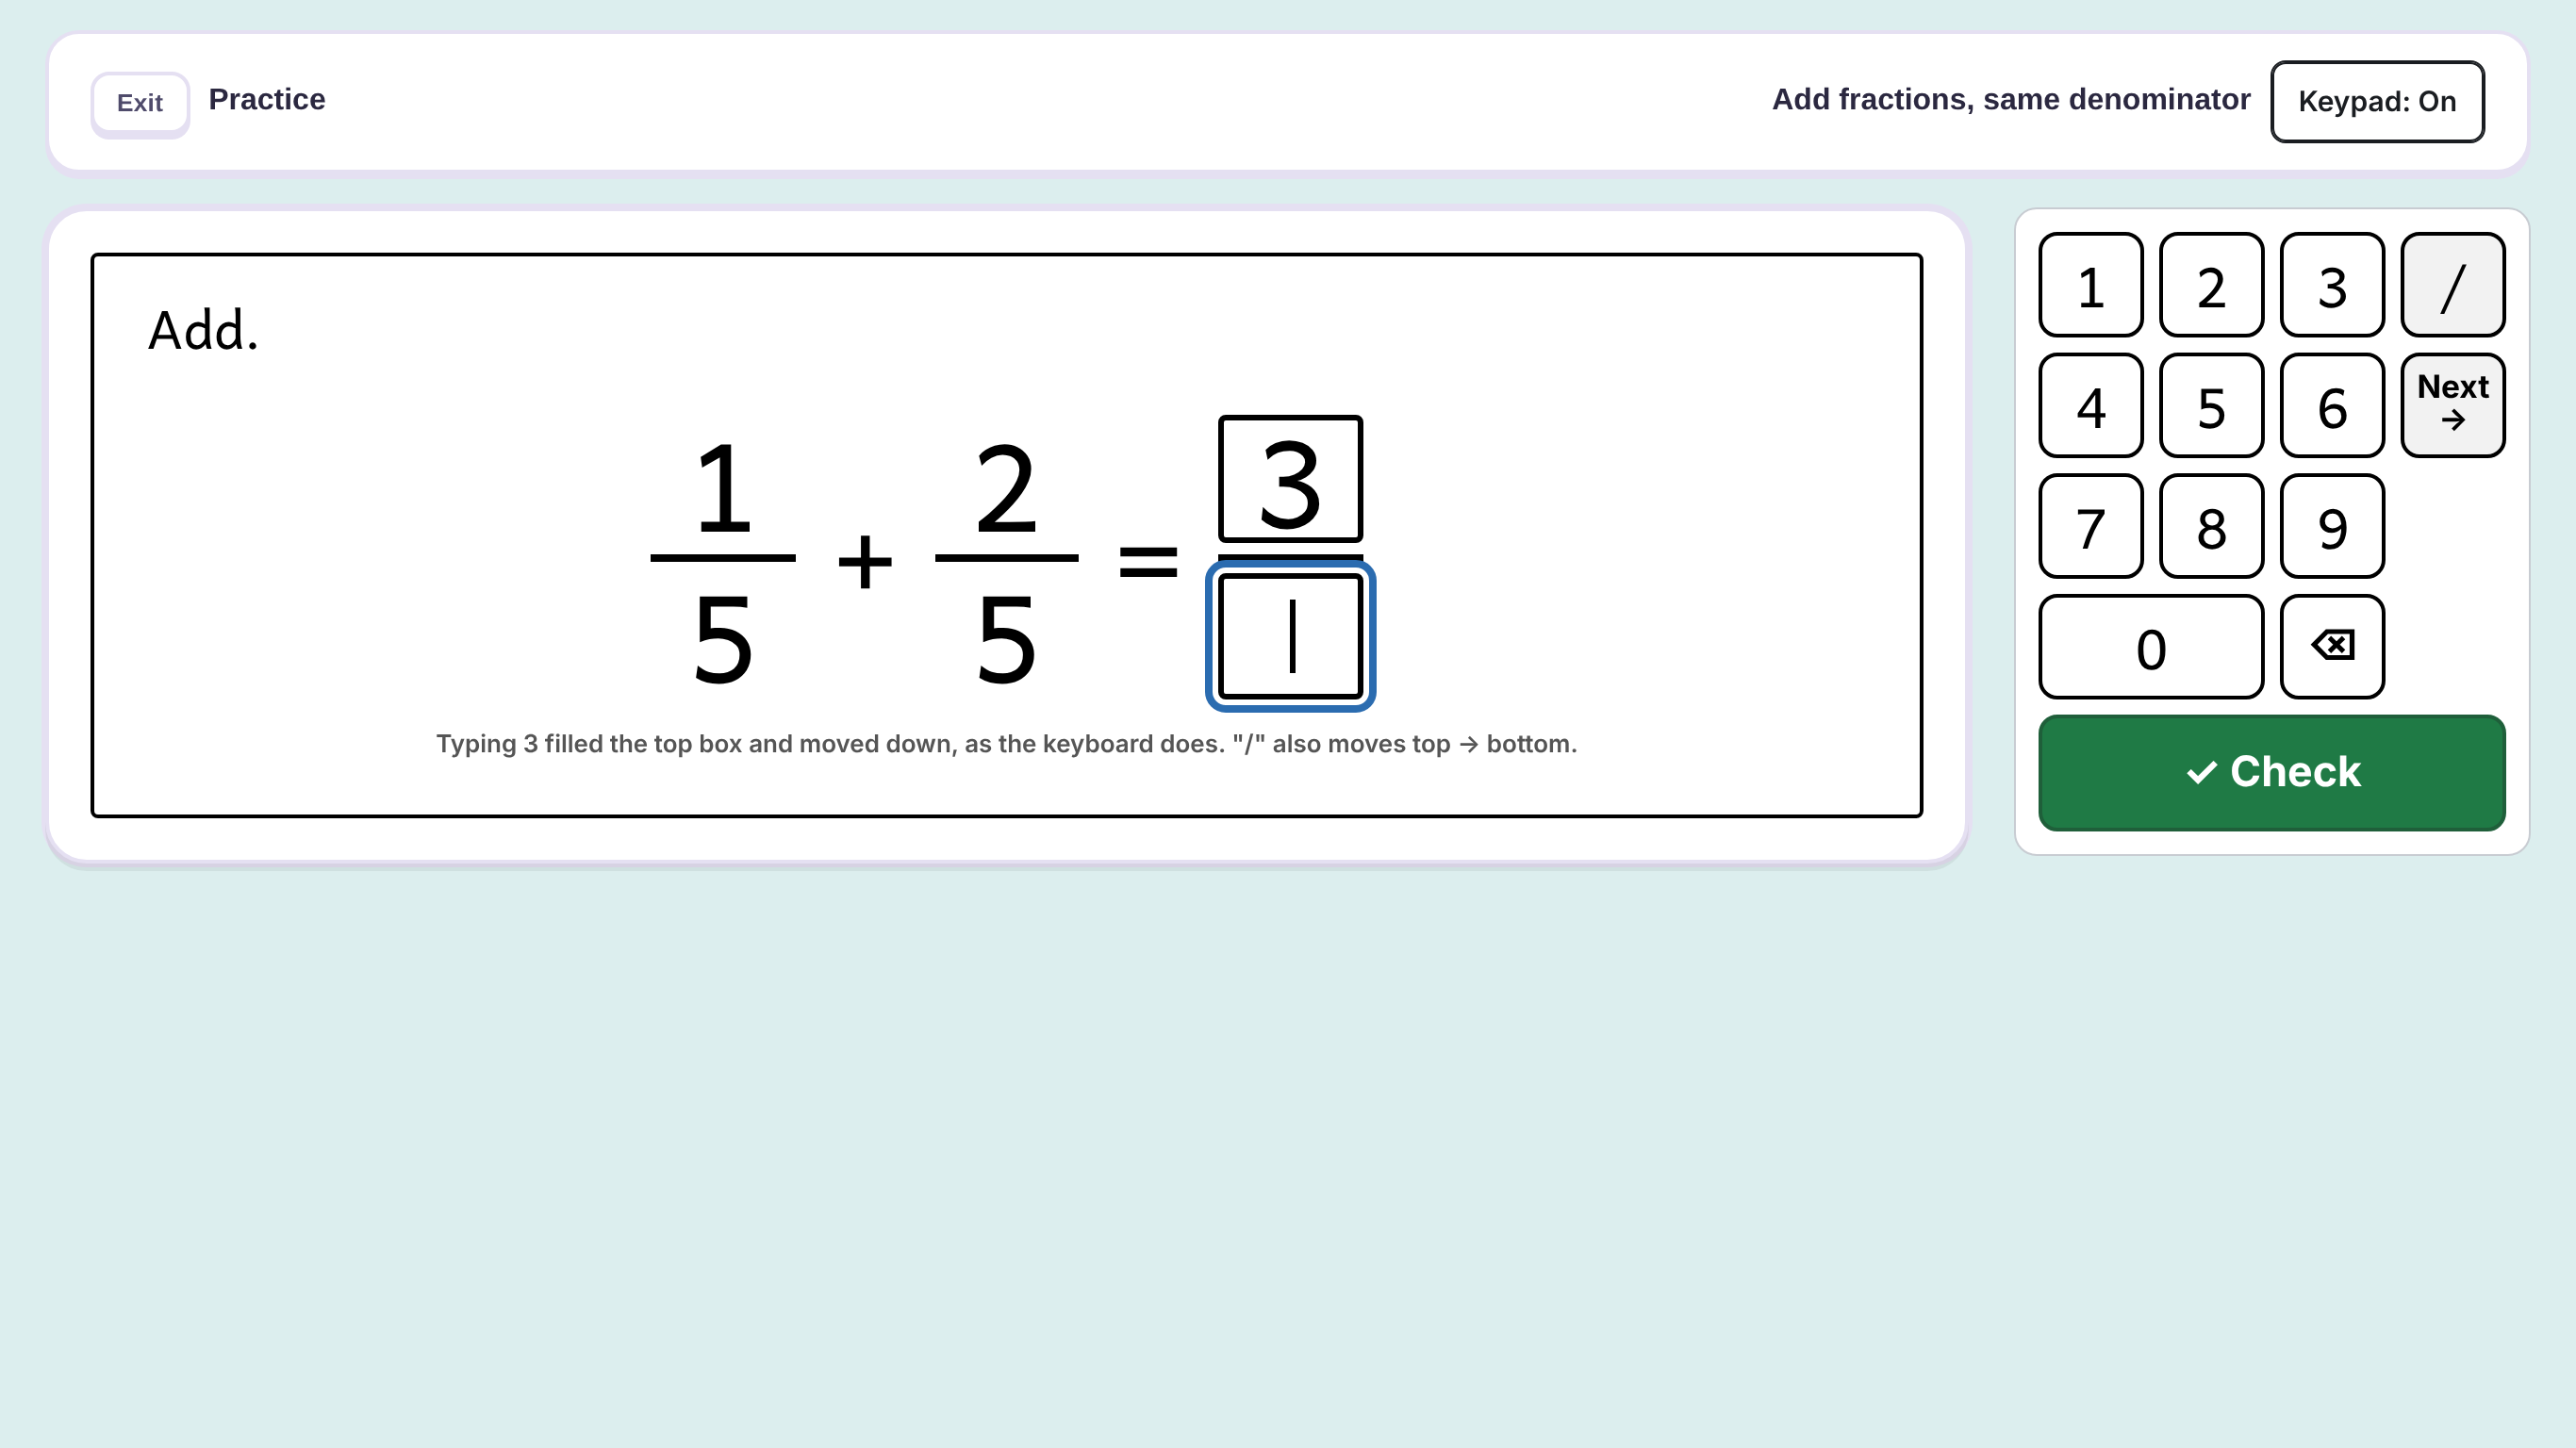 Exit Practice Add fractions, same denominator Keypad: On
Add.
1/5 + 2/5 = 3/
Typing 3 filled the top box and moved down, as the keyboard does. "/" also moves top → bottom.
1 2 3 /
4 5 6 Next →
7 8 9
0
✓ Check